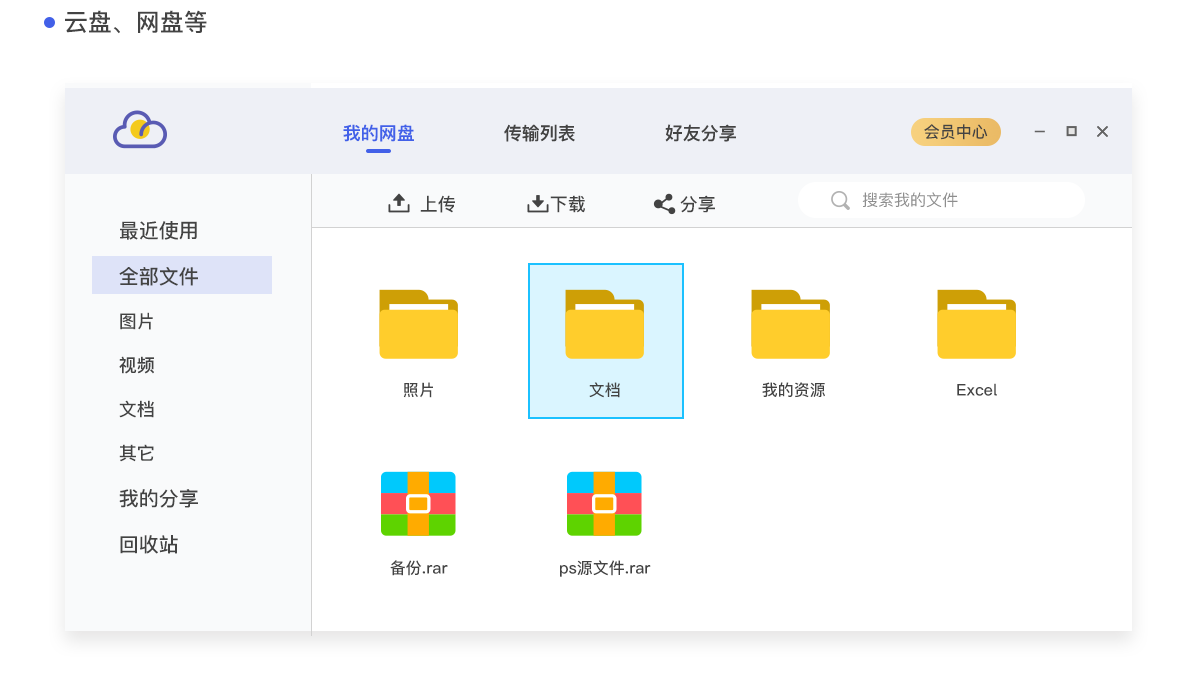 云盘、网盘等
我的网盘 传输列表 好友分享 会员中心
上传 下载 分享 搜索我的文件
最近使用
全部文件
图片
视频
文档
其它
我的分享
回收站
照片 文档 我的资源 Excel
备份.rar ps源文件.rar